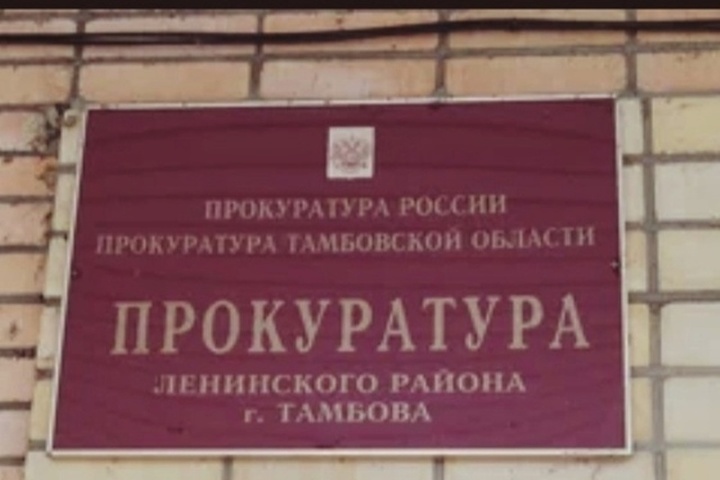 ПРОКУРАТУРА РОССИИ
ПРОКУРАТУРА ТАМБОВСКОЙ ОБЛАСТИ
ПРОКУРАТУРА
ЛЕНИНСКОГО РАЙОНА
г. ТАМБОВА